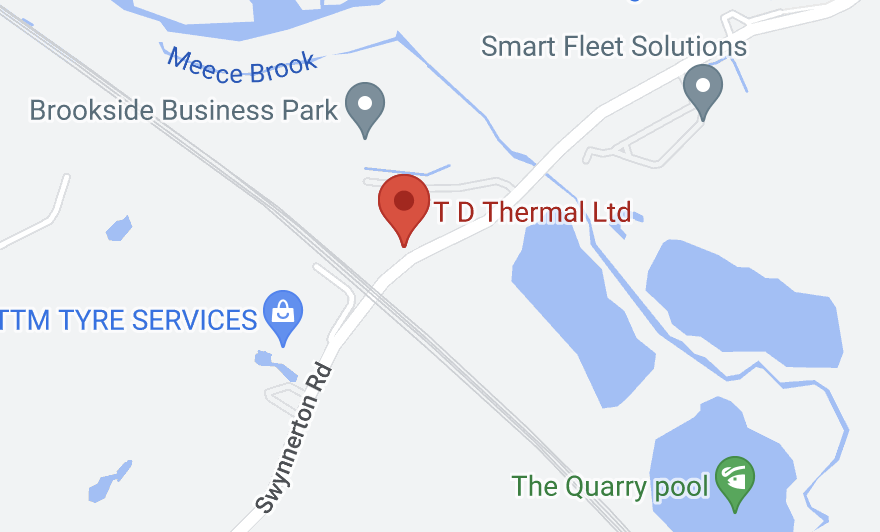 Smart Fleet Solutions
Meece Brook
Brookside Business Park
T D Thermal Ltd
TTM TYRE SERVICES
Swynnerton Rd
The Quarry pool